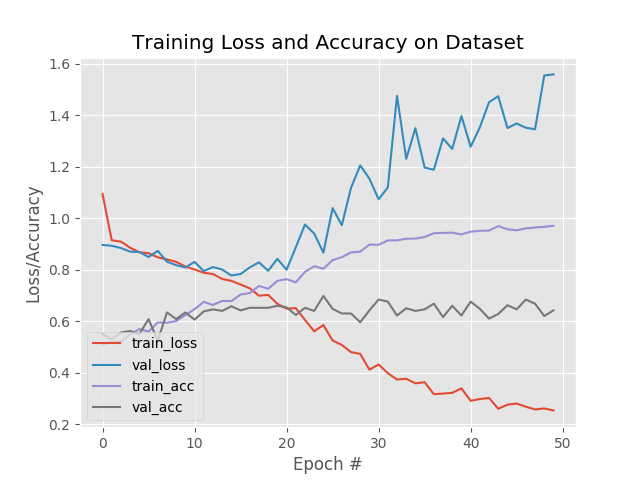 Training Loss and Accuracy on Dataset
Loss/Accuracy
1.6
1.4
1.2
1.0
0.8
0.6
0.4
0.2
train_loss
val_loss
train_acc
val_acc
0 10 20 30 40 50
Epoch #